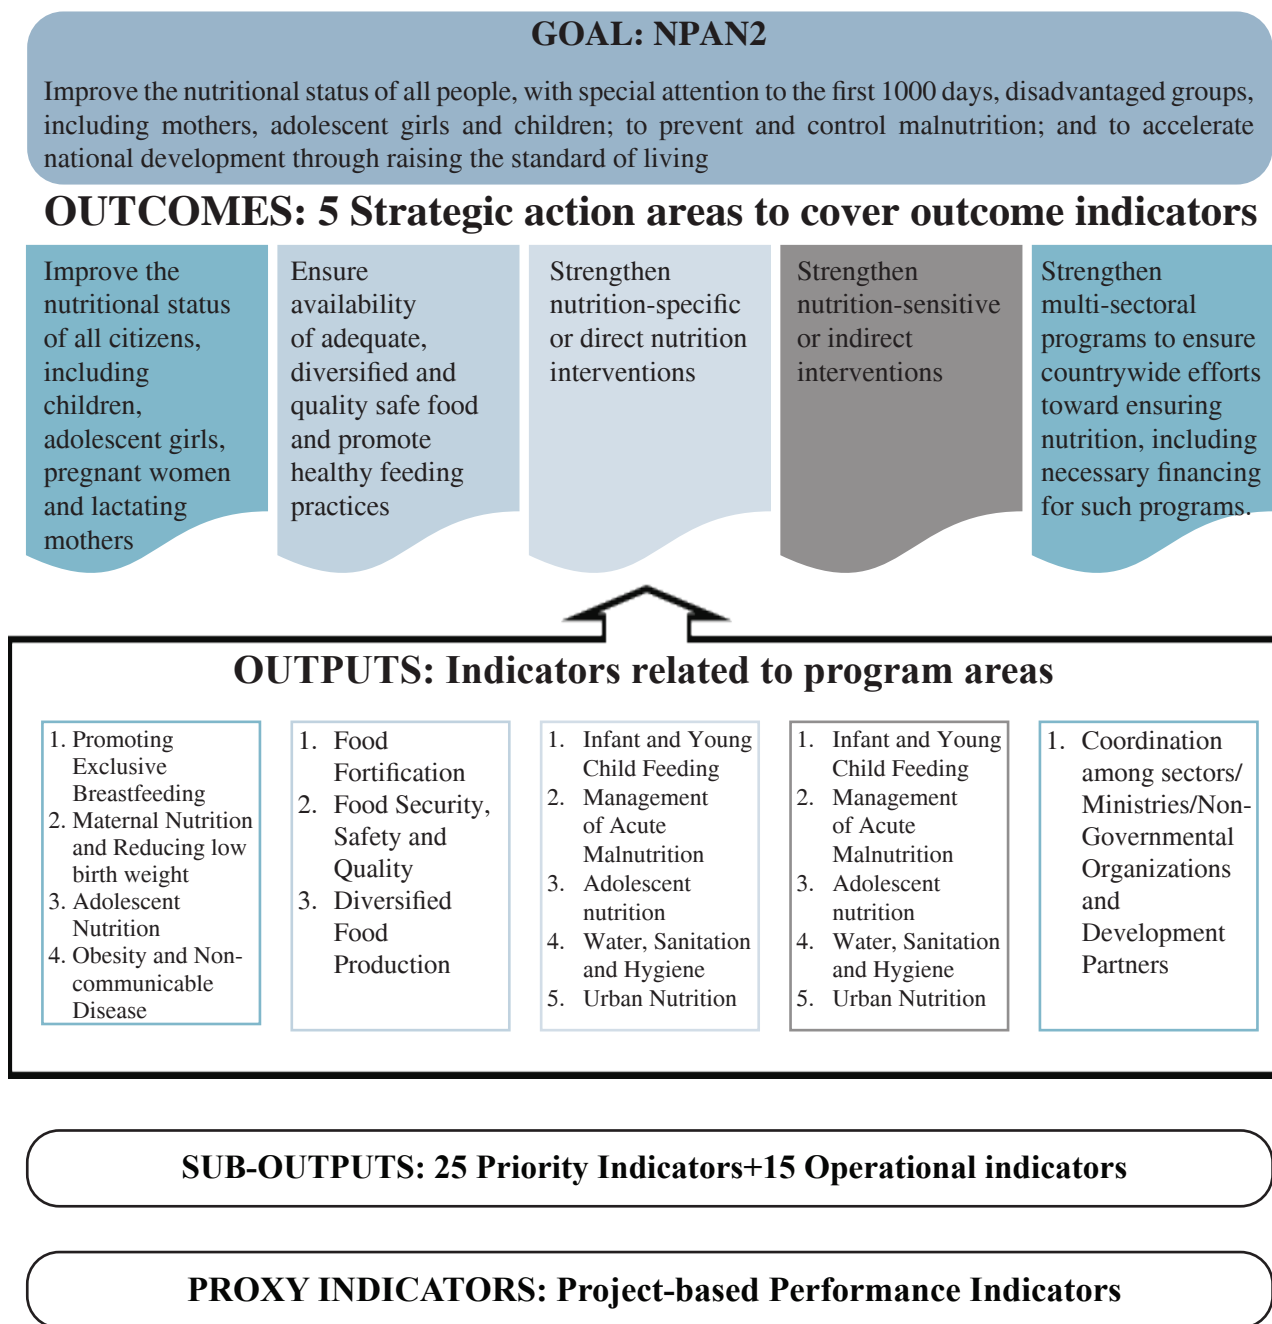 GOAL: NPAN2
Improve the nutritional status of all people, with special attention to the first 1000 days, disadvantaged groups,
including mothers, adolescent girls and children; to prevent and control malnutrition; and to accelerate
national development through raising the standard of living
OUTCOMES: 5 Strategic action areas to cover outcome indicators
Improve the
nutritional status
of all citizens,
including
children,
adolescent girls,
pregnant women
and lactating
mothers
Ensure
availability
of adequate,
diversified and
quality safe food
and promote
healthy feeding
practices
Strengthen
nutrition-specific
or direct nutrition
interventions
Strengthen
nutrition-sensitive
or indirect
interventions
Strengthen
multi-sectoral
programs to ensure
countrywide efforts
toward ensuring
nutrition, including
necessary financing
for such programs.
OUTPUTS: Indicators related to program areas
1. Promoting
Exclusive
Breastfeeding
2. Maternal Nutrition
and Reducing low
birth weight
3. Adolescent
Nutrition
4. Obesity and Non-
communicable
Disease
1. Food
Fortification
2. Food Security,
Safety and
Quality
3. Diversified
Food
Production
1. Infant and Young
Child Feeding
2. Management
of Acute
Malnutrition
3. Adolescent
nutrition
4. Water, Sanitation
and Hygiene
5. Urban Nutrition
1. Infant and Young
Child Feeding
2. Management
of Acute
Malnutrition
3. Adolescent
nutrition
4. Water, Sanitation
and Hygiene
5. Urban Nutrition
1. Coordination
among sectors/
Ministries/Non-
Governmental
Organizations
and
Development
Partners
SUB-OUTPUTS: 25 Priority Indicators+15 Operational indicators
PROXY INDICATORS: Project-based Performance Indicators